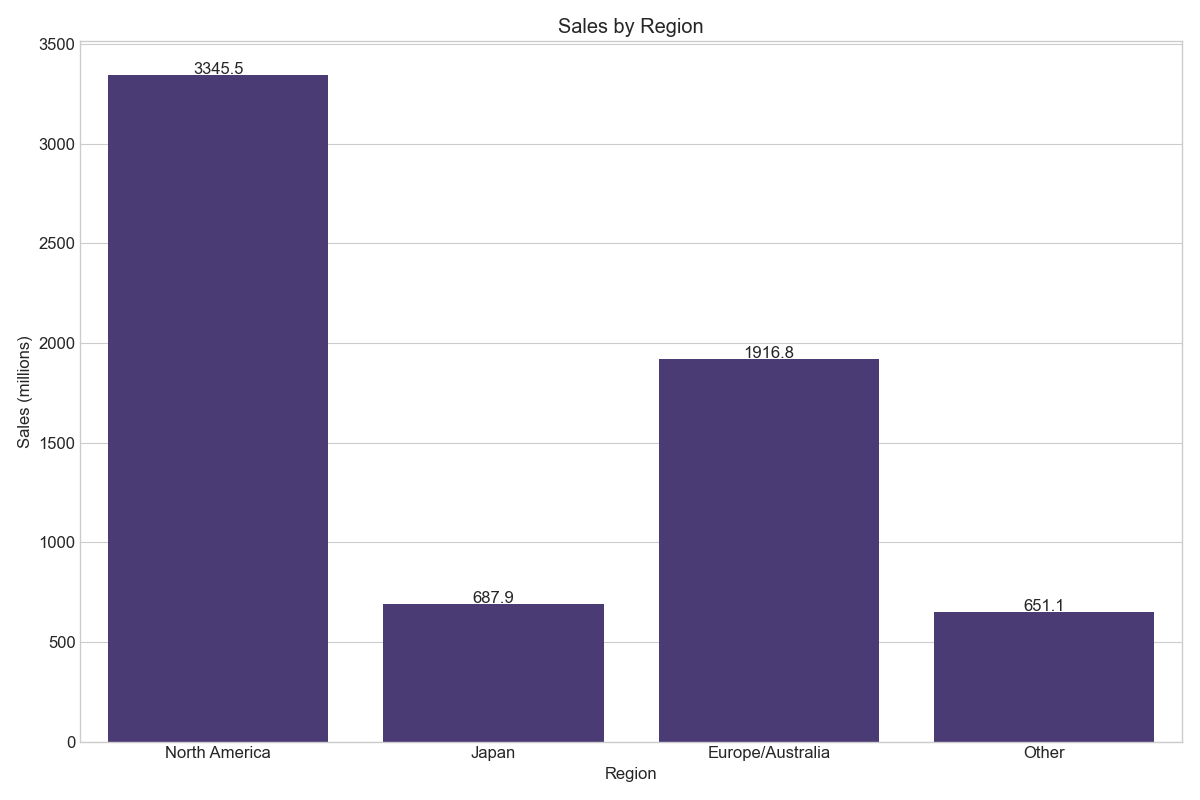 Sales by Region
3500
3000
2500
2000
1500
1000
500
0
Sales (millions)
3345.5
687.9
1916.8
651.1
North America
Japan
Europe/Australia
Other
Region